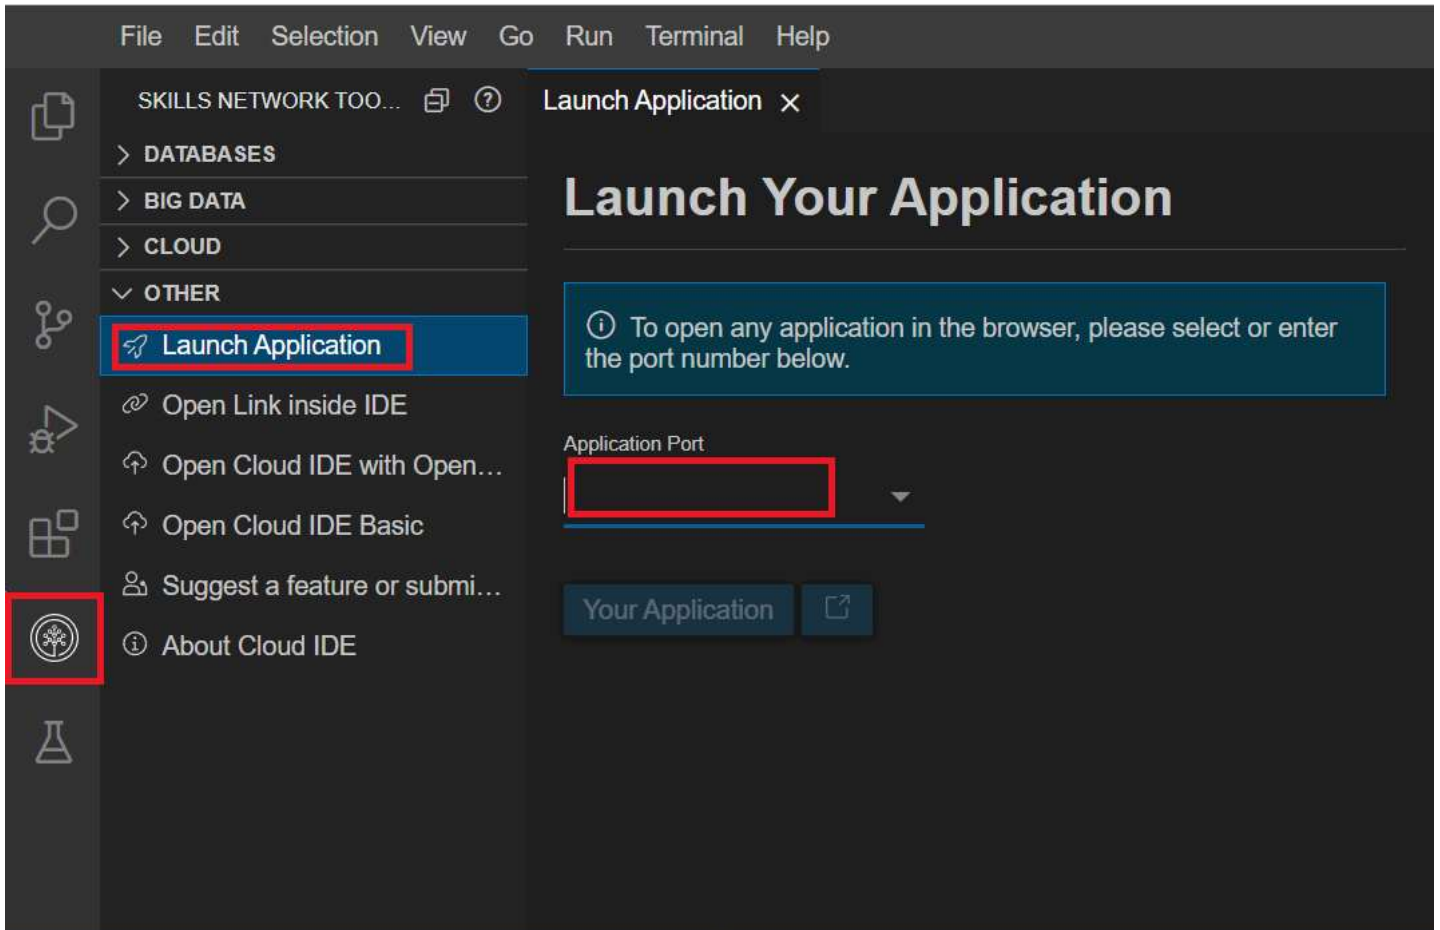 File Edit Selection View Go Run Terminal Help
SKILLS NETWORK TOO...
Launch Application
DATABASES
BIG DATA
CLOUD
OTHER
Launch Application
Open Link inside IDE
Open Cloud IDE with Open...
Open Cloud IDE Basic
Suggest a feature or submi...
About Cloud IDE
Launch Your Application
To open any application in the browser, please select or enter
the port number below.
Application Port
Your Application